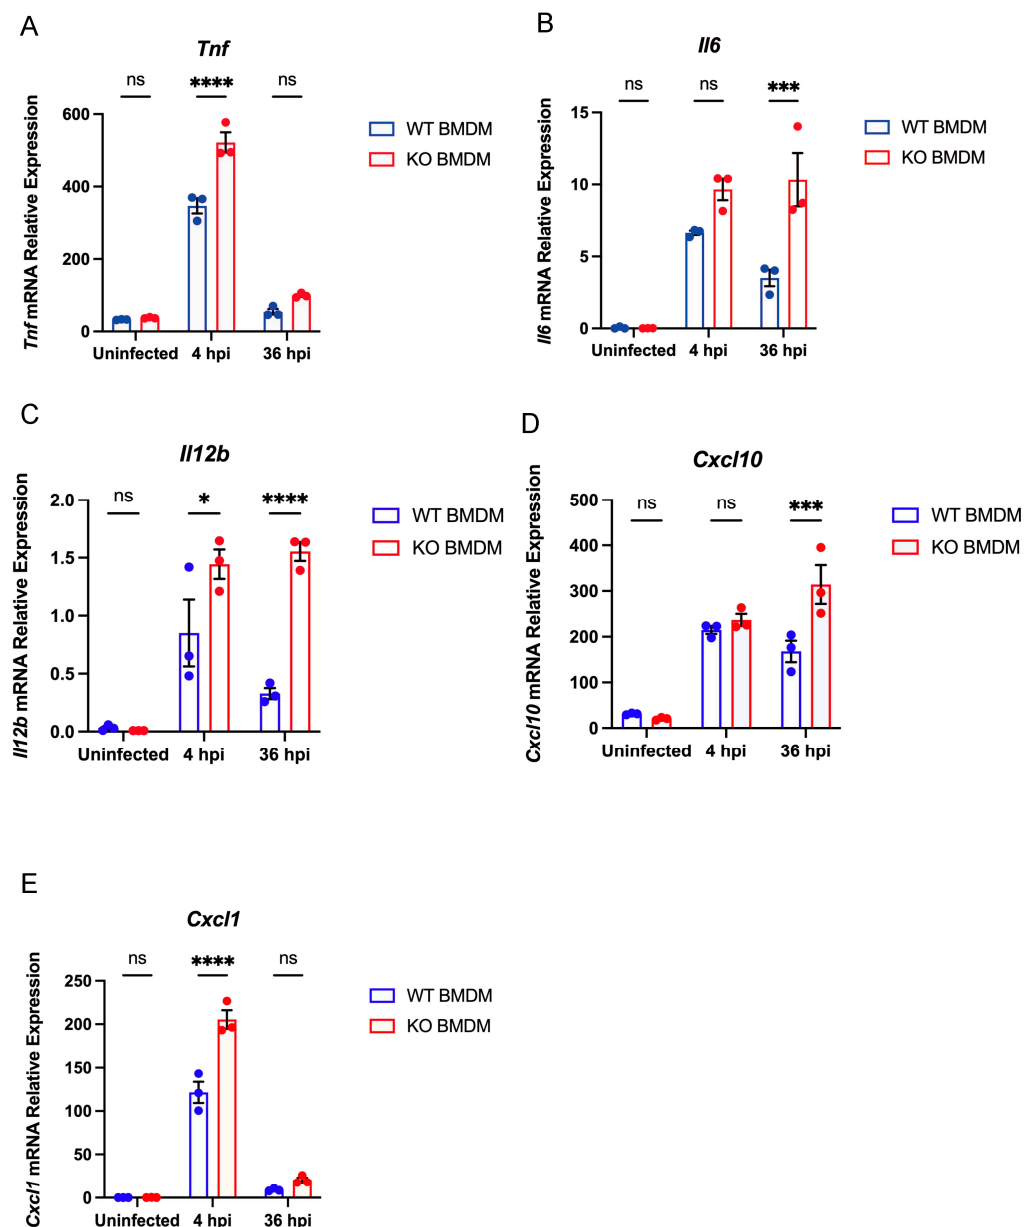 A
Tnf
ns
****
ns
Tnf mRNA Relative Expression
600
400
200
0
Uninfected
4 hpi
36 hpi
WT BMDM
KO BMDM
B
Il6
ns
ns
***
Il6 mRNA Relative Expression
15
10
5
0
Uninfected
4 hpi
36 hpi
WT BMDM
KO BMDM
C
Il12b
ns
*
****
Il12b mRNA Relative Expression
2.0
1.5
1.0
0.5
0.0
Uninfected
4 hpi
36 hpi
WT BMDM
KO BMDM
D
Cxcl10
ns
ns
***
Cxcl10 mRNA Relative Expression
500
400
300
200
100
0
Uninfected
4 hpi
36 hpi
WT BMDM
KO BMDM
E
Cxcl1
ns
****
ns
Cxcl1 mRNA Relative Expression
250
200
150
100
50
0
Uninfected
4 hpi
36 hpi
WT BMDM
KO BMDM